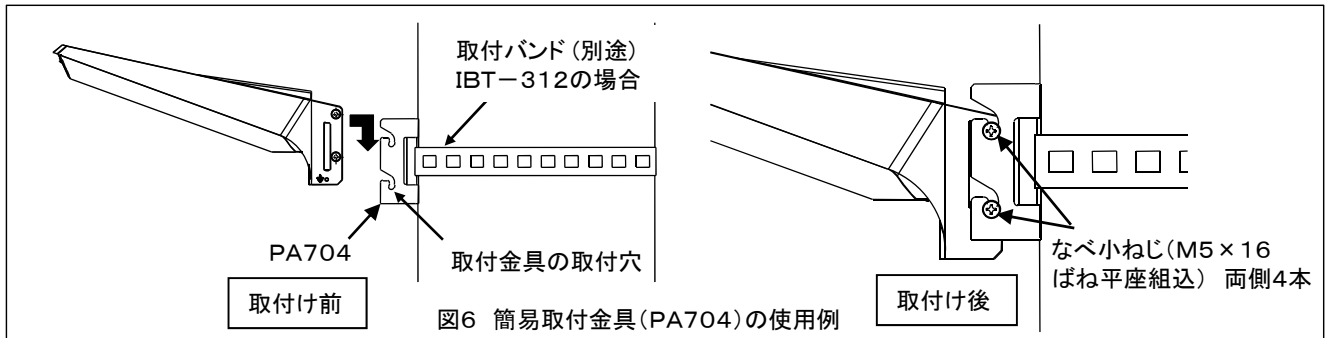 取付バンド(別途)
IBT-312の場合
PA704
取付金具の取付穴
取付け前
なべ小ねじ(M5×16
ばね平座組込) 両側4本
取付け後
図6 簡易取付金具(PA704)の使用例